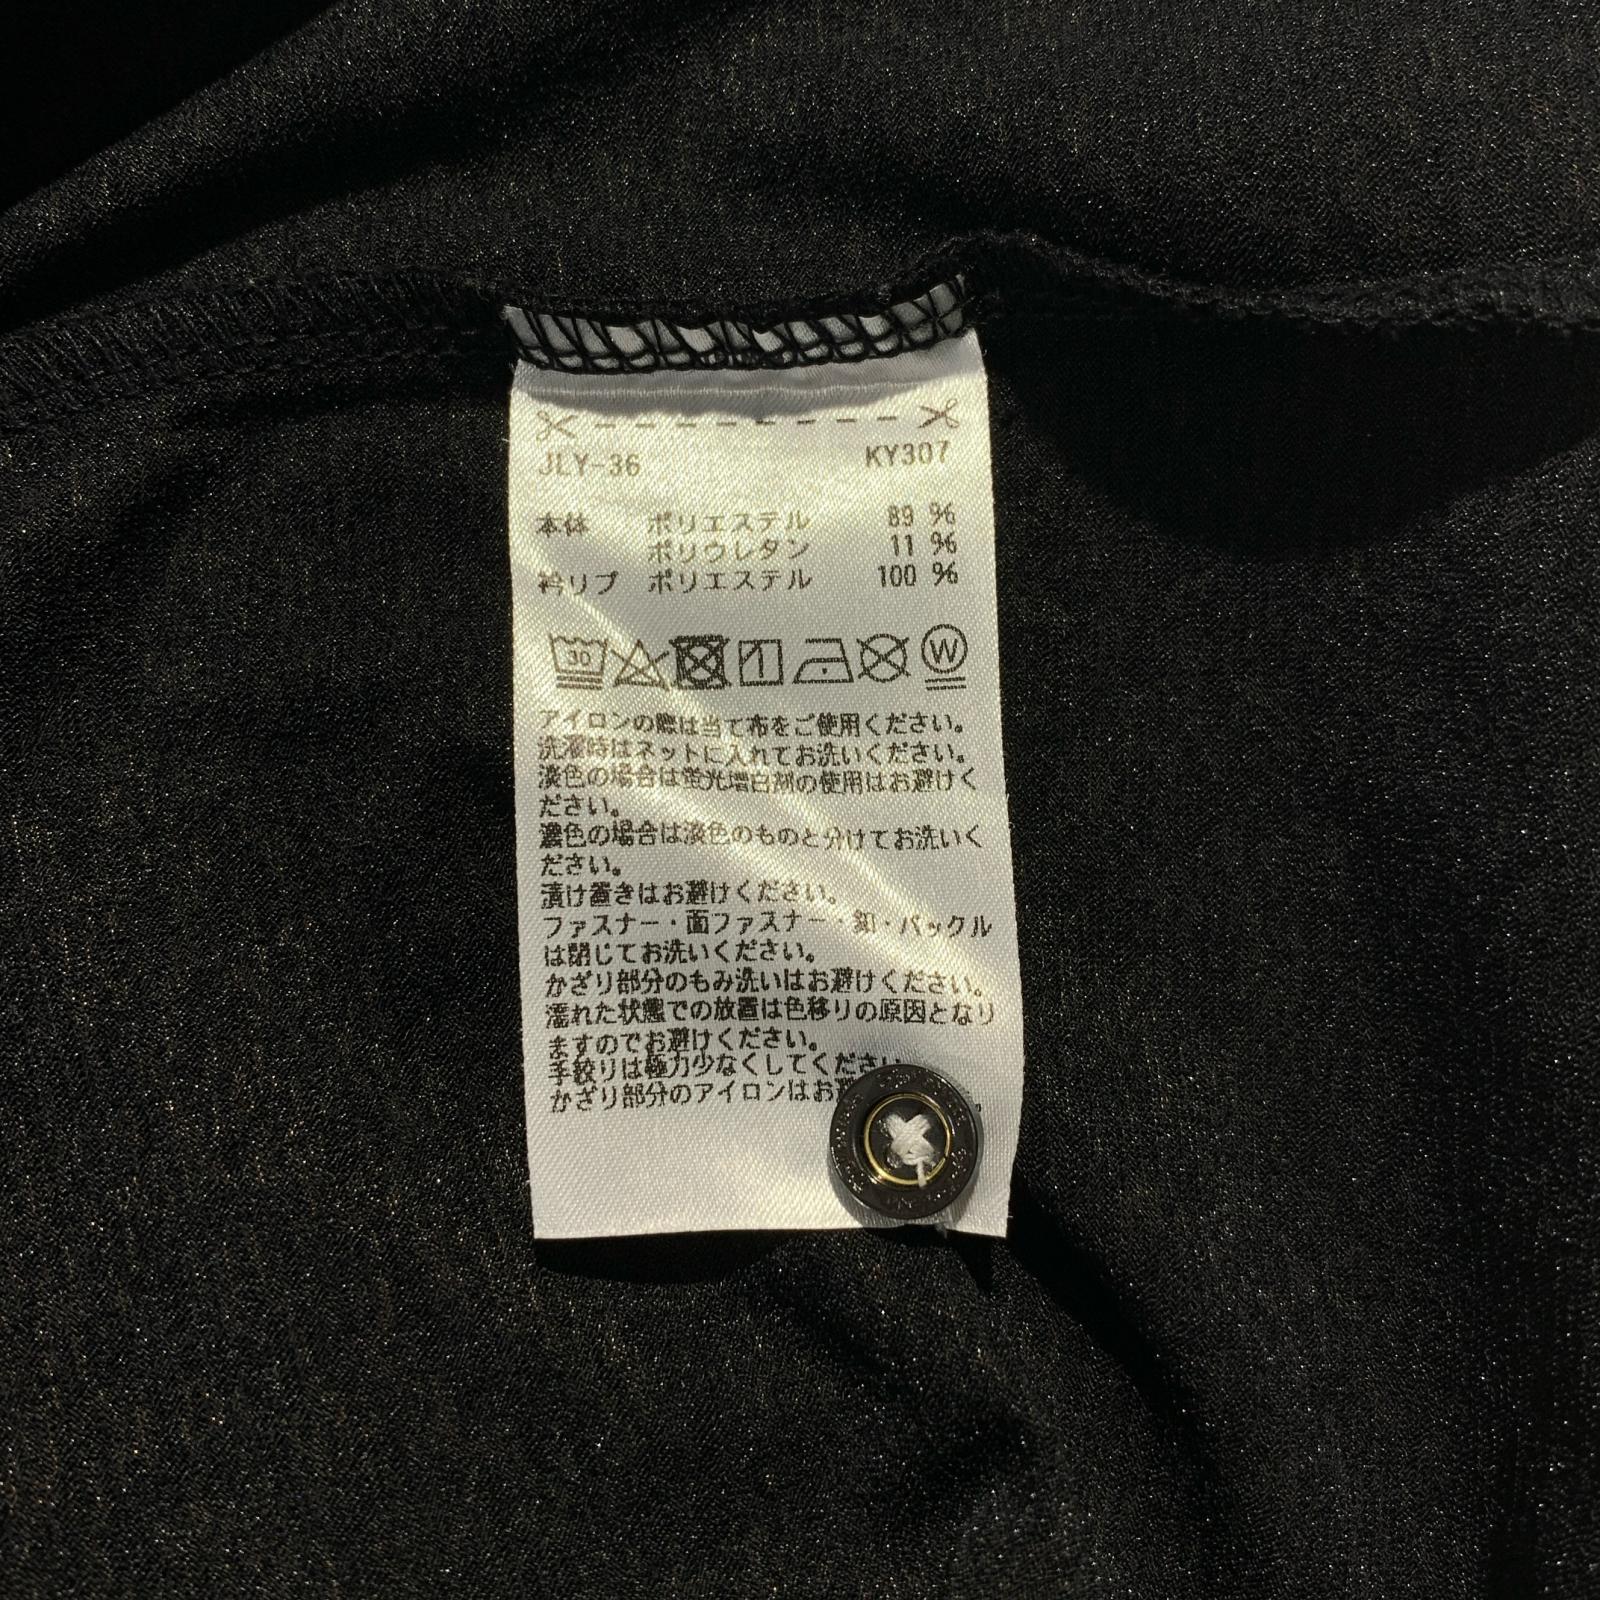 JLY-36 KY307
本体 ポリエステル 89 %
ポリウレタン 11 %
衿リブ ポリエステル 100 %
30 W
アイロンの際は当て布をご使用ください。
洗濯時はネットに入れてお洗いください。
淡色の場合は蛍光増白剤の使用はお避けく
ださい。
濃色の場合は淡色のものと分けてお洗いく
ださい。
漬け置きはお避けください。
ファスナー・面ファスナー・釦・バックル
は閉じてお洗いください。
かざり部分のもみ洗いはお避けください。
濡れた状態での放置は色移りの原因となり
ますのでお避けください。
手絞りは極力少なくしてください
かざり部分のアイロンはお避